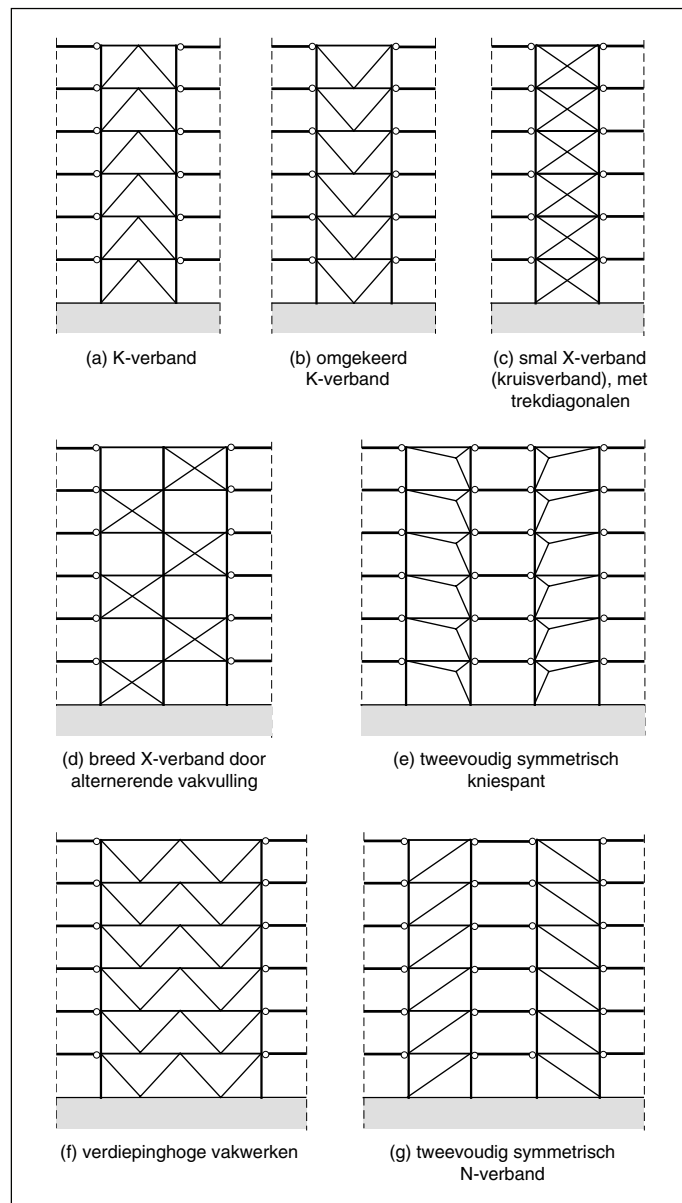 (a) K-verband
(b) omgekeerd
K-verband
(c) smal X-verband
(kruisverband), met
trekdiagonalen
(d) breed X-verband door
alternerende vakvulling
(e) tweevoudig symmetrisch
kniespant
(f) verdiepinghoge vakwerken
(g) tweevoudig symmetrisch
N-verband